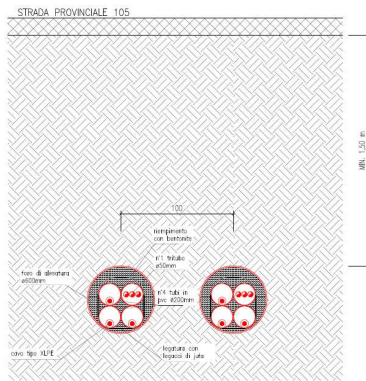 STRADA PROVINCIALE 105
MIN. 1,50 m
100
riempimento
con bentonite
n°1 tritubo
ø50mm
foro di alesatura
ø600mm
n°4 tubi in
pvc ø200mm
cavo tipo XLPE
legatura con
legacci di juta